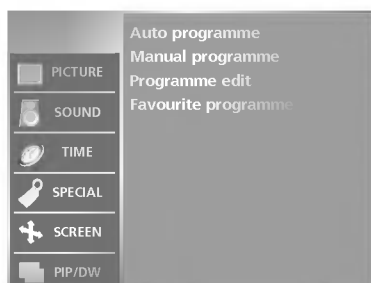 Auto programme
Manual programme
Programme edit
Favourite programme
PICTURE
SOUND
TIME
SPECIAL
SCREEN
PIP/DW